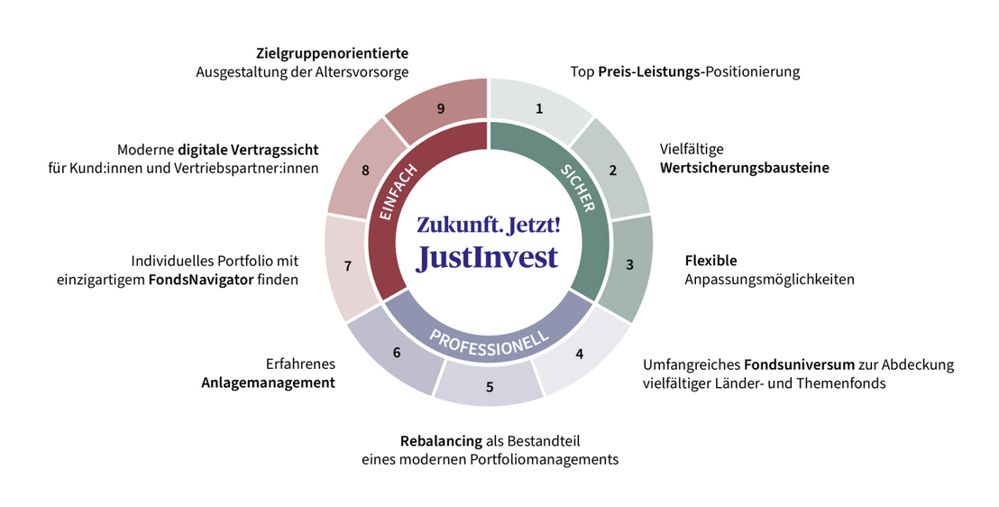 Zielgruppenorientierte
Ausgestaltung der Altersvorsorge
Top Preis-Leistungs-Positionierung
9
1
Moderne digitale Vertragssicht
für Kund:innen und Vertriebspartner:innen
8
EINFACH
SICHER
2
Vielfältige
Wertsicherungsbausteine
Zukunft. Jetzt!
JustInvest
Individuelles Portfolio mit
einzigartigem FondsNavigator finden
7
3
Flexible
Anpassungsmöglichkeiten
PROFESSIONELL
Erfahrenes
Anlagemanagement
6
4
Umfangreiches Fondsuniversum zur Abdeckung
vielfältiger Länder- und Themenfonds
5
Rebalancing als Bestandteil
eines modernen Portfoliomanagements